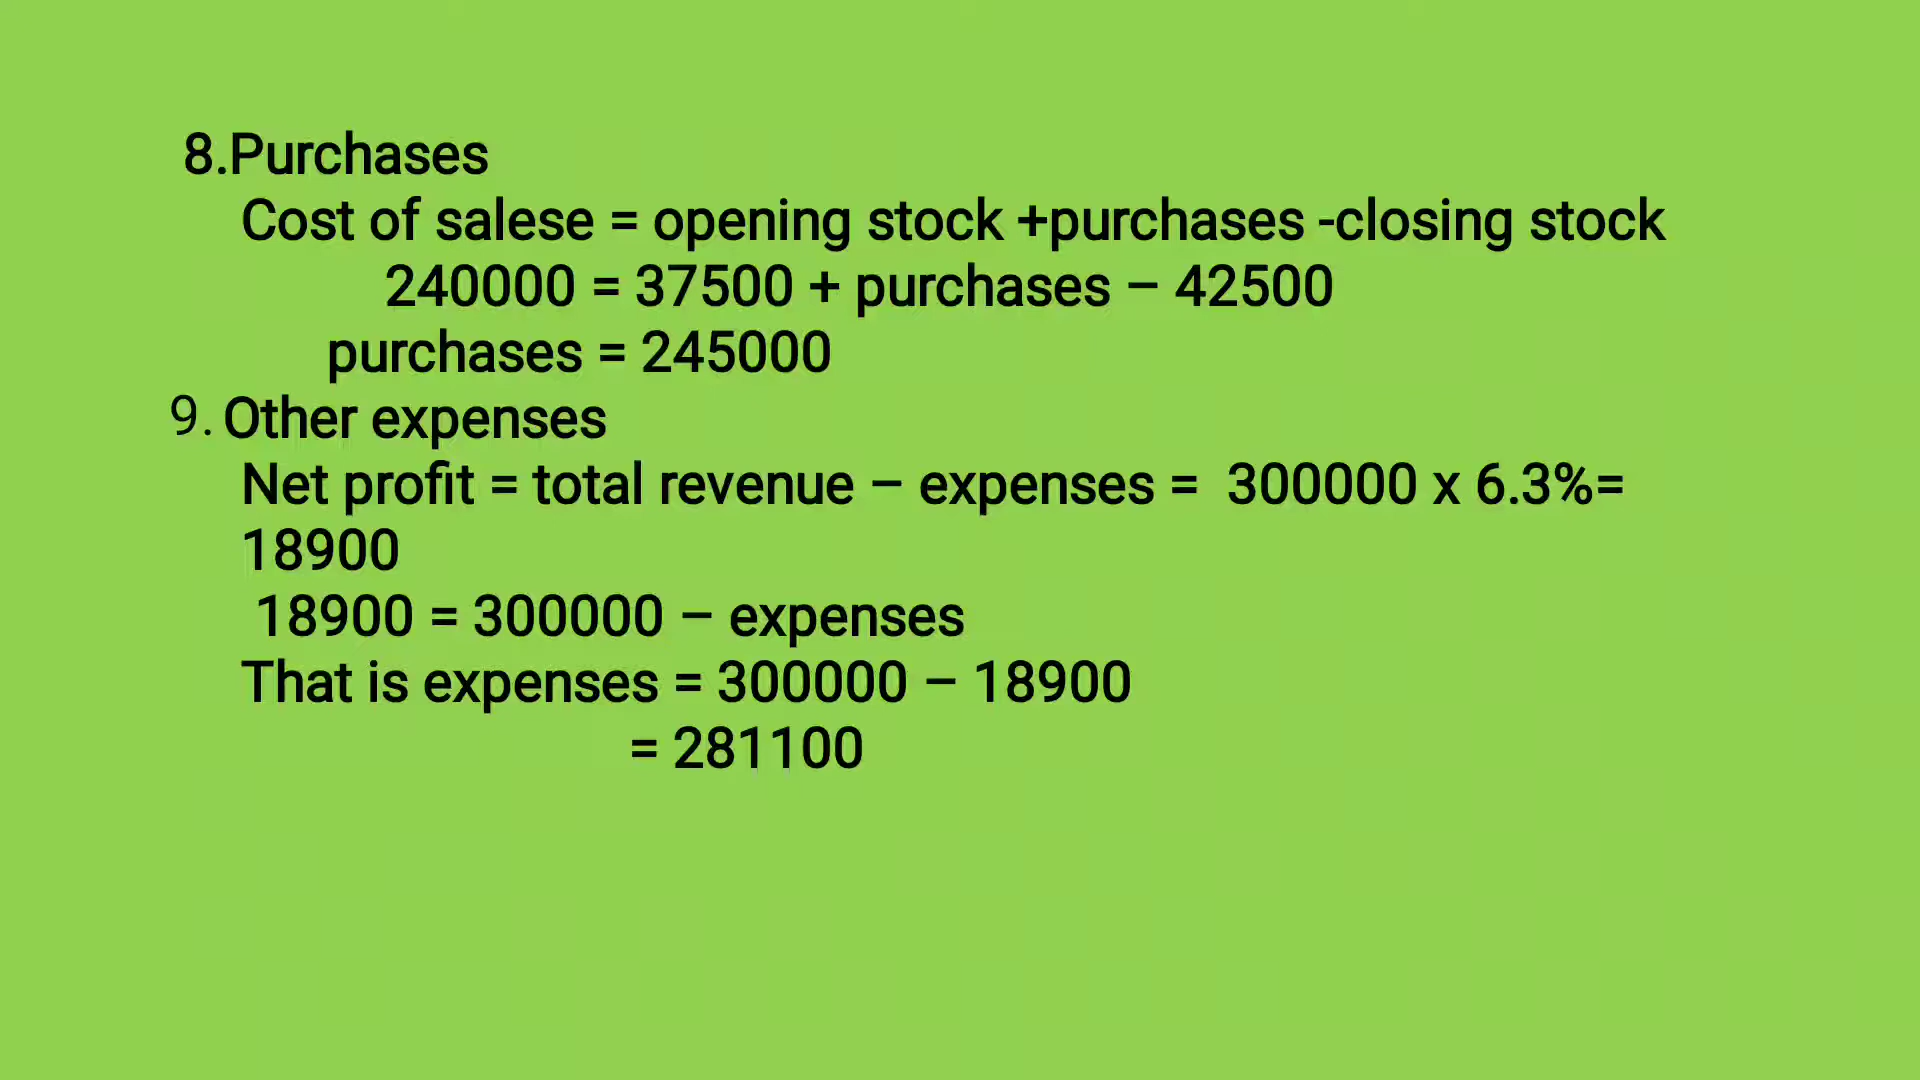 8.Purchases
Cost of salese = opening stock +purchases -closing stock
240000 = 37500 + purchases – 42500
purchases = 245000
9. Other expenses
Net profit = total revenue – expenses = 300000 x 6.3%=
18900
18900 = 300000 – expenses
That is expenses = 300000 – 18900
= 281100